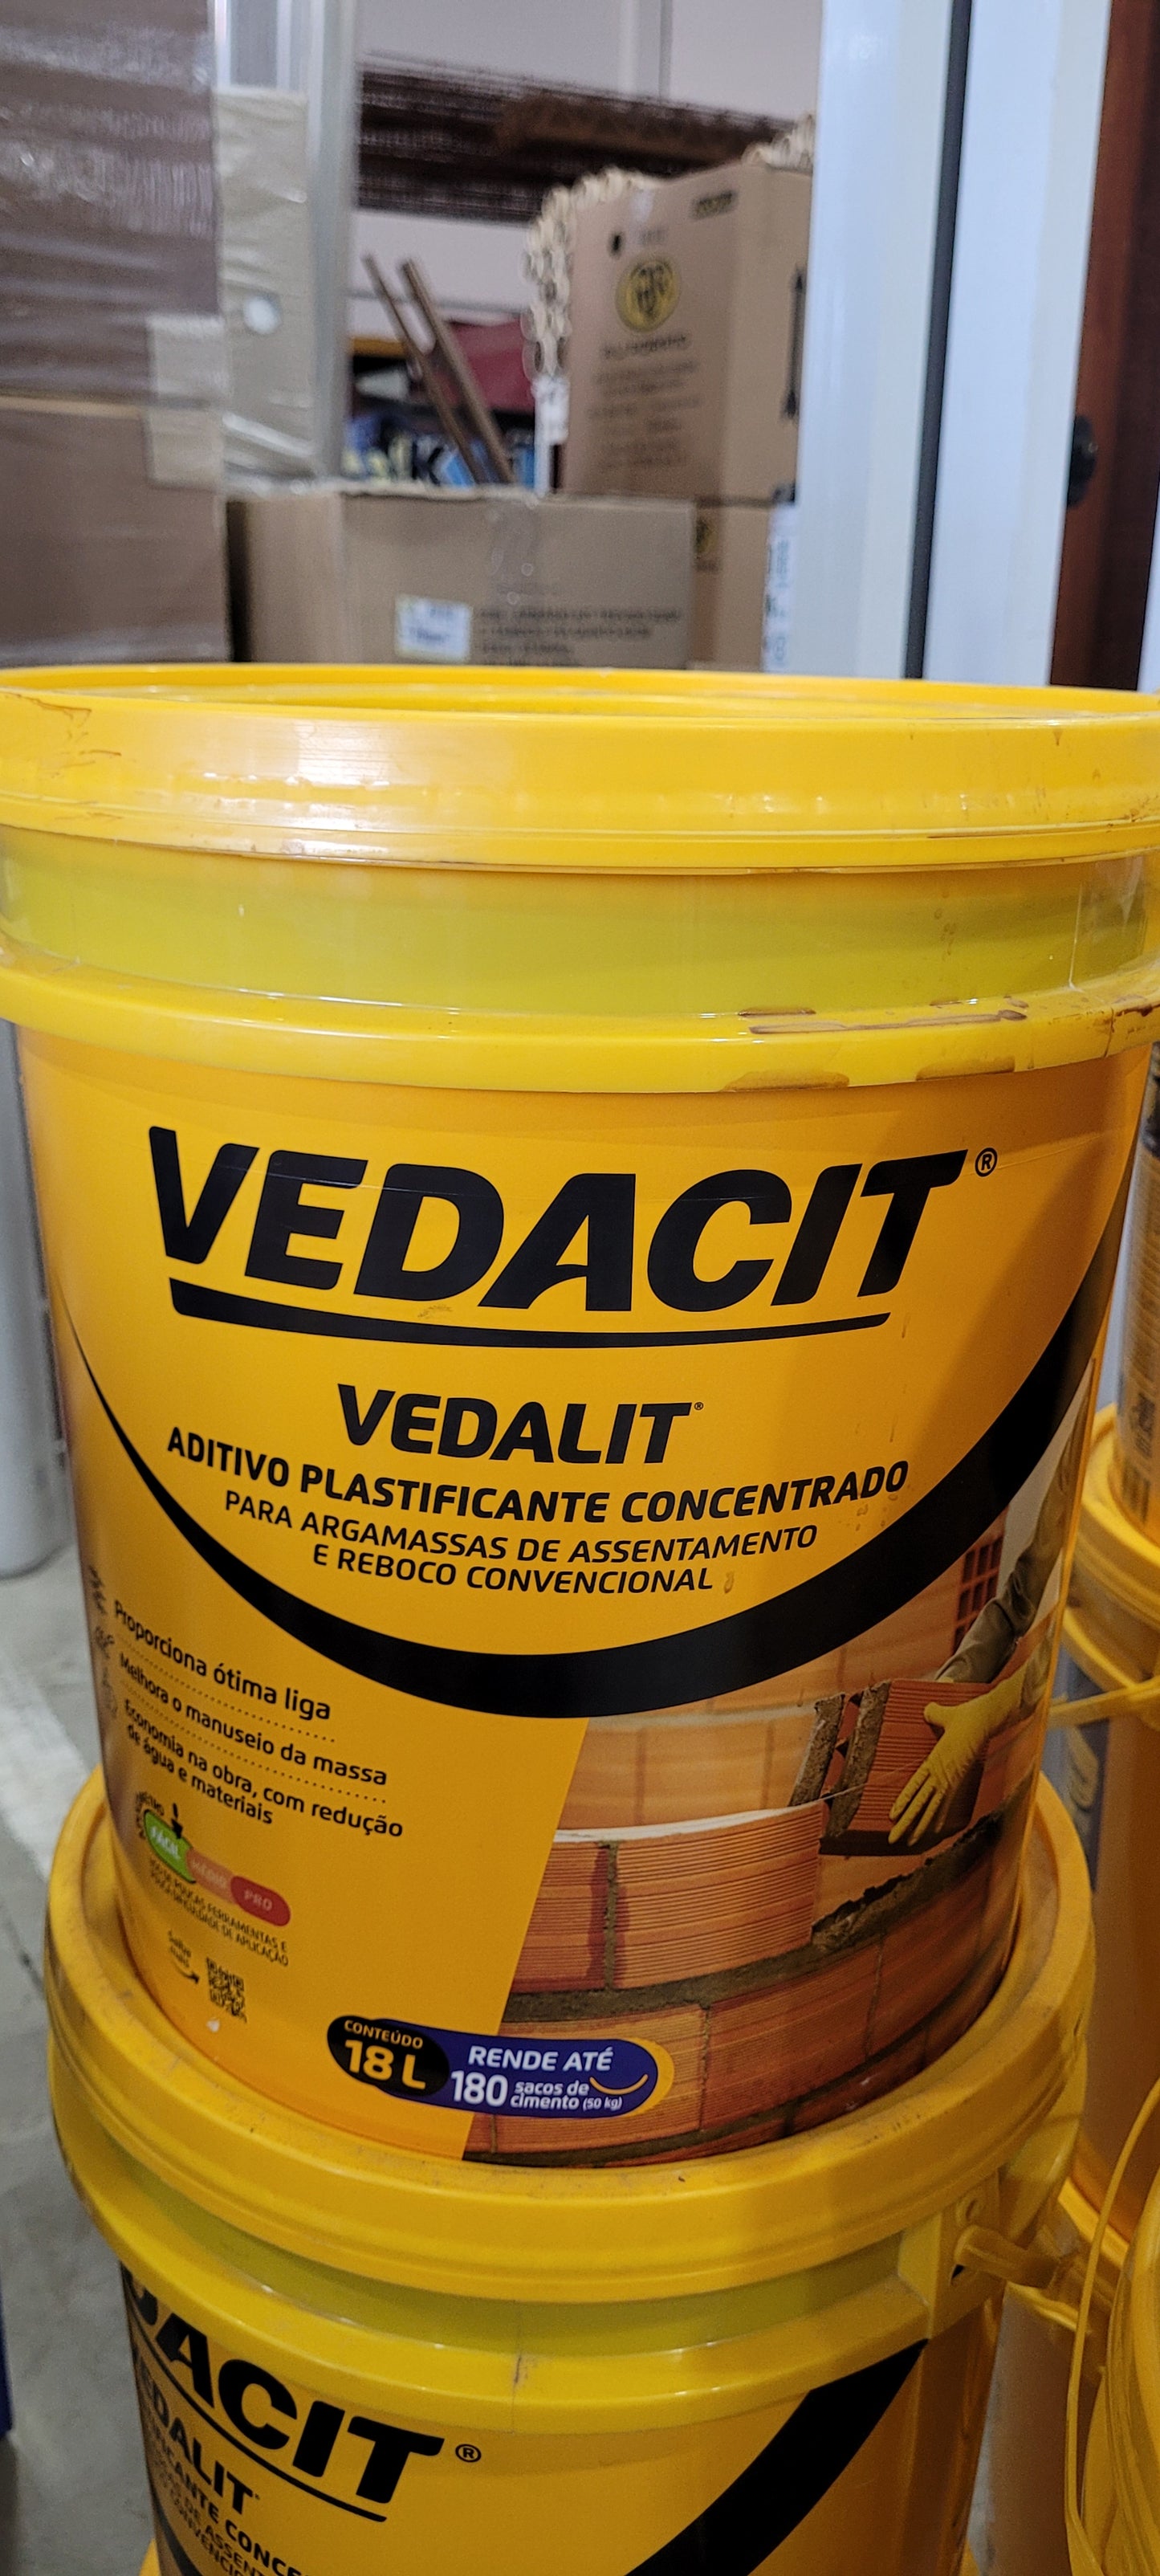 VEDACIT®
VEDALIT®
ADITIVO PLASTIFICANTE CONCENTRADO
PARA ARGAMASSAS DE ASSENTAMENTO
E REBOCO CONVENCIONAL
Proporciona ótima liga
Melhora o manuseio da massa
Economia na obra, com redução
de água e materiais
FÁCIL MÉDIO PRO
CONTEÚDO
18 L
RENDE ATÉ
180 sacos de
cimento (50 kg)
DACIT®
VEDALIT